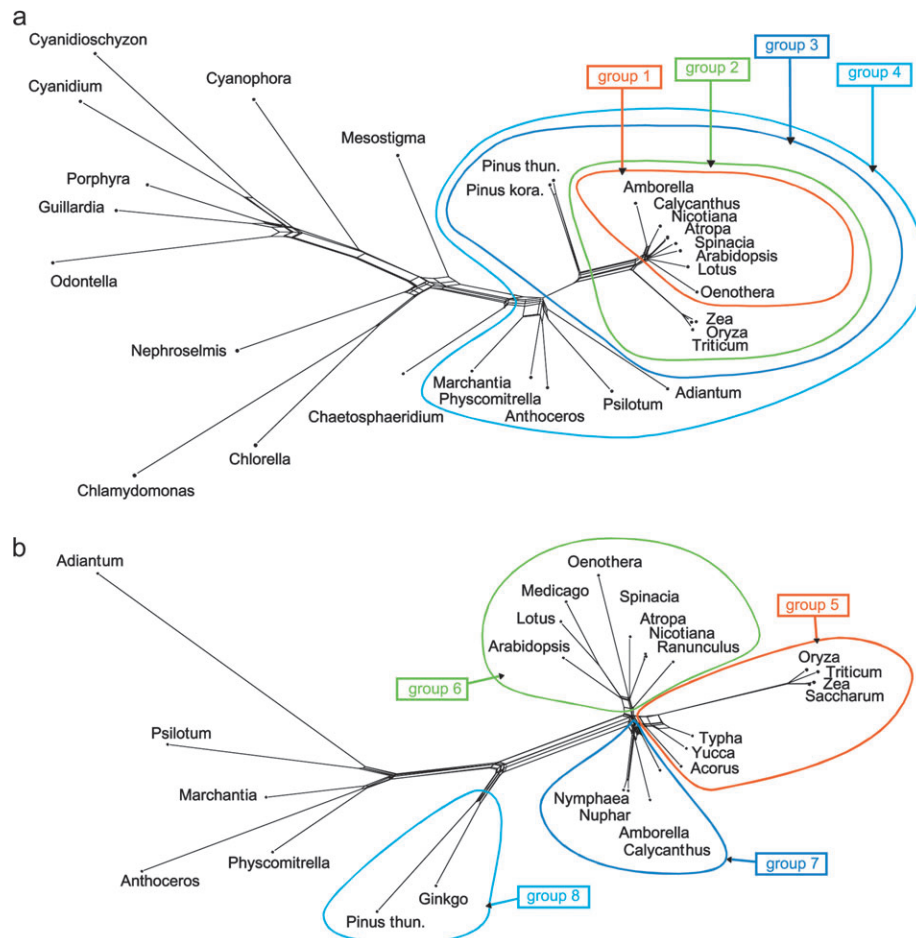 a
group 3
group 2
group 4
group 1
Cyanidioschyzon
Cyanidium
Cyanophora
Mesostigma
Porphyra
Guillardia
Odontella
Pinus thun.
Pinus kora.
Amborella
Calycanthus
Nicotiana
Atropa
Spinacia
Arabidopsis
Lotus
Oenothera
Zea
Oryza
Triticum
Nephroselmis
Marchantia
Physcomitrella
Anthoceros
Psilotum
Adiantum
Chaetosphaeridium
Chlorella
Chlamydomonas
b
Adiantum
Oenothera
Medicago
Spinacia
Lotus
Atropa
Nicotiana
Ranunculus
Arabidopsis
group 5
group 6
Oryza
Triticum
Zea
Saccharum
Psilotum
Typha
Yucca
Acorus
Marchantia
Nymphaea
Nuphar
Amborella
Calycanthus
Physcomitrella
Anthoceros
group 7
Ginkgo
Pinus thun.
group 8